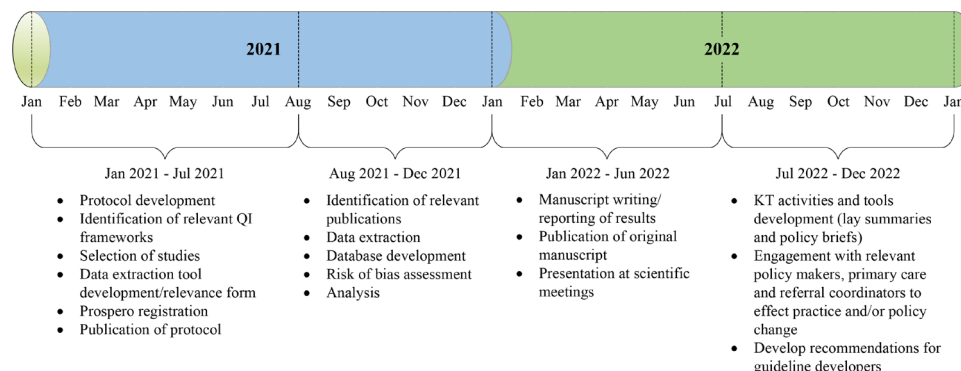 2021
2022
Jan Feb Mar Apr May Jun Jul Aug Sep Oct Nov Dec Jan Feb Mar Apr May Jun Jul Aug Sep Oct Nov Dec Jan
Jan 2021 - Jul 2021
• Protocol development
• Identification of relevant QI
frameworks
• Selection of studies
• Data extraction tool
development/relevance form
• Prospero registration
• Publication of protocol
Aug 2021 - Dec 2021
• Identification of relevant
publications
• Data extraction
• Database development
• Risk of bias assessment
• Analysis
Jan 2022 - Jun 2022
• Manuscript writing/
reporting of results
• Publication of original
manuscript
• Presentation at scientific
meetings
Jul 2022 - Dec 2022
• KT activities and tools
development (lay summaries
and policy briefs)
• Engagement with relevant
policy makers, primary care
and referral coordinators to
effect practice and/or policy
change
• Develop recommendations for
guideline developers